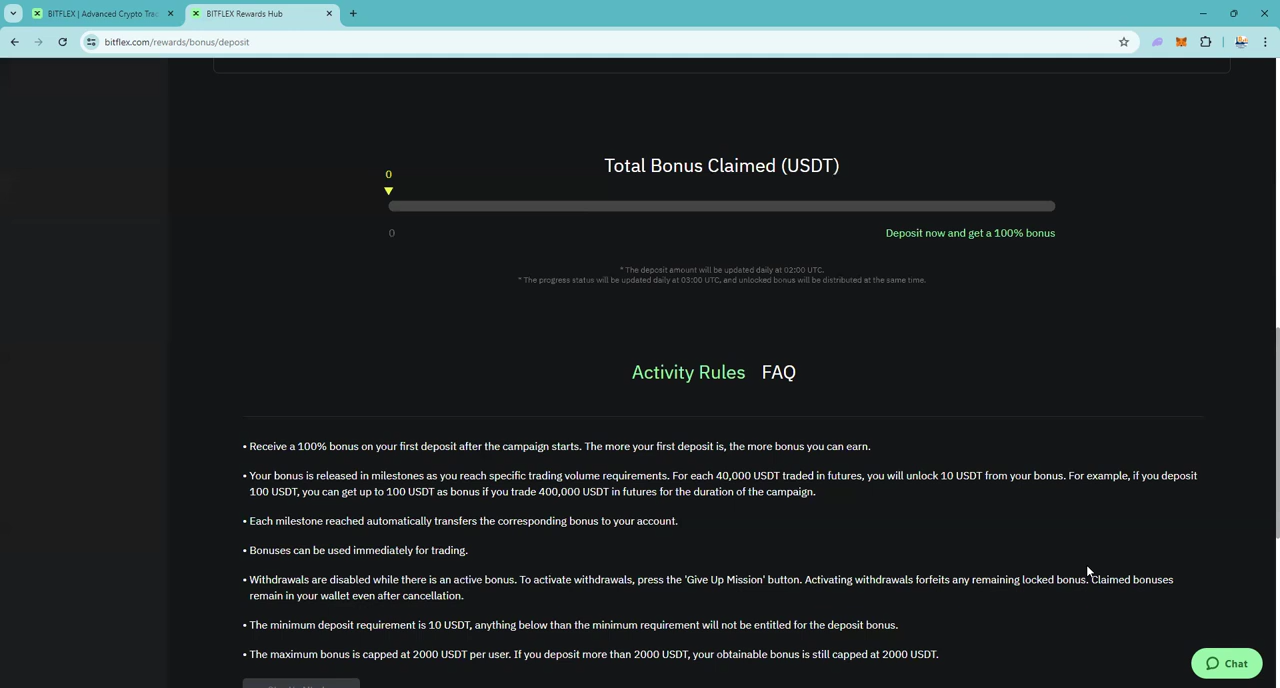 BITFLEX | Advanced Crypto Tra
BITFLEX Rewards Hub
bitflex.com/rewards/bonus/deposit
Total Bonus Claimed (USDT)
0
0
Deposit now and get a 100% bonus
* The deposit amount will be updated daily at 02:00 UTC.
* The progress status will be updated daily at 03:00 UTC, and unlocked bonus will be distributed at the same time.
Activity Rules FAQ
• Receive a 100% bonus on your first deposit after the campaign starts. The more your first deposit is, the more bonus you can earn.
• Your bonus is released in milestones as you reach specific trading volume requirements. For each 40,000 USDT traded in futures, you will unlock 10 USDT from your bonus. For example, if you deposit
100 USDT, you can get up to 100 USDT as bonus if you trade 400,000 USDT in futures for the duration of the campaign.
• Each milestone reached automatically transfers the corresponding bonus to your account.
• Bonuses can be used immediately for trading.
• Withdrawals are disabled while there is an active bonus. To activate withdrawals, press the 'Give Up Mission' button. Activating withdrawals forfeits any remaining locked bonus. Claimed bonuses
remain in your wallet even after cancellation.
• The minimum deposit requirement is 10 USDT, anything below than the minimum requirement will not be entitled for the deposit bonus.
• The maximum bonus is capped at 2000 USDT per user. If you deposit more than 2000 USDT, your obtainable bonus is still capped at 2000 USDT.
Chat